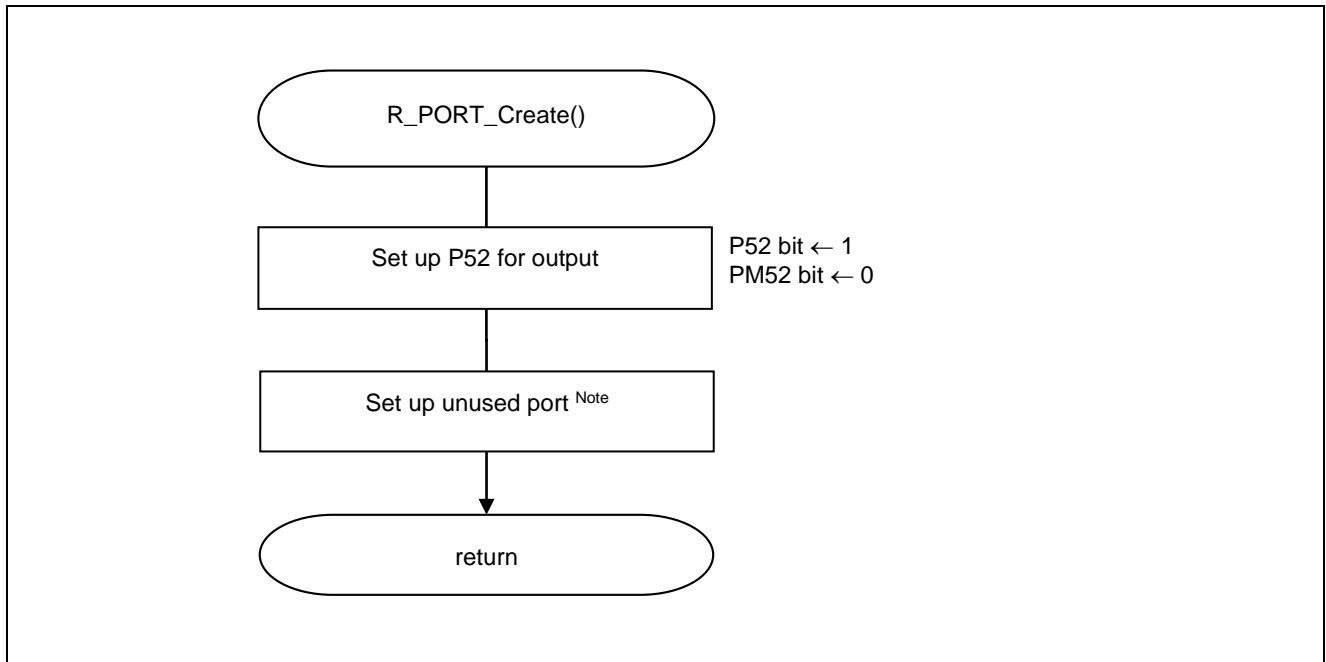 R_PORT_Create()
Set up P52 for output
P52 bit ← 1
PM52 bit ← 0
Set up unused port Note
return